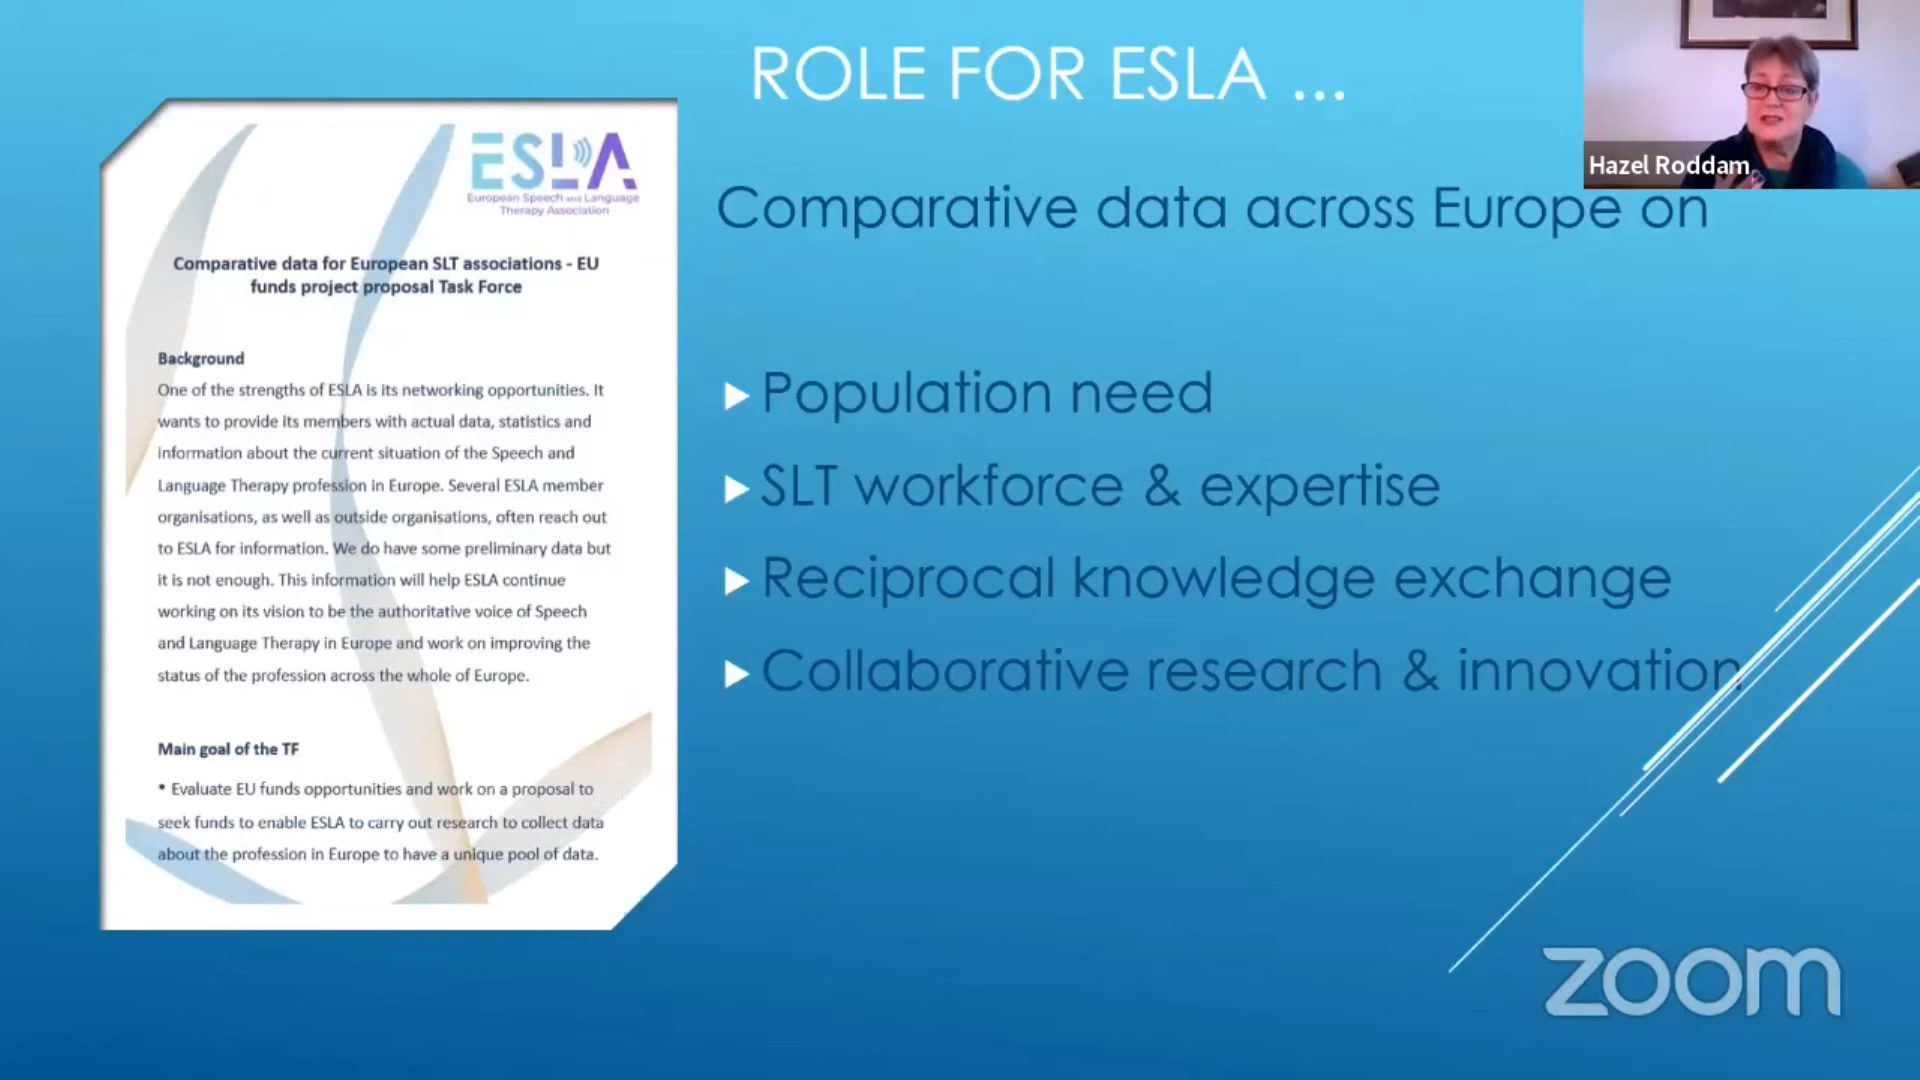 ROLE FOR ESLA ...
Hazel Roddam
ESLA
European Speech and Language
Therapy Association
Comparative data for European SLT associations - EU
funds project proposal Task Force
Background
One of the strengths of ESLA is its networking opportunities. It
wants to provide its members with actual data, statistics and
information about the current situation of the Speech and
Language Therapy profession in Europe. Several ESLA member
organisations, as well as outside organisations, often reach out
to ESLA for information. We do have some preliminary data but
it is not enough. This information will help ESLA continue
working on its vision to be the authoritative voice of Speech
and Language Therapy in Europe and work on improving the
status of the profession across the whole of Europe.
Main goal of the TF
• Evaluate EU funds opportunities and work on a proposal to
seek funds to enable ESLA to carry out research to collect data
about the profession in Europe to have a unique pool of data.
Comparative data across Europe on
Population need
SLT workforce & expertise
Reciprocal knowledge exchange
Collaborative research & innovation
zoom